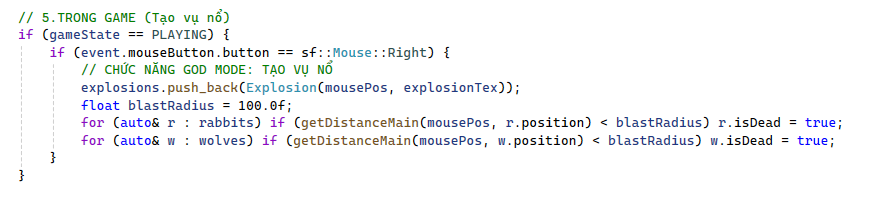 // 5.TRONG GAME (Tạo vụ nổ)
if (gameState == PLAYING) {
if (event.mouseButton.button == sf::Mouse::Right) {
// CHỨC NĂNG GOD MODE: TẠO VỤ NỔ
explosions.push_back(Explosion(mousePos, explosionTex));
float blastRadius = 100.0f;
for (auto& r : rabbits) if (getDistanceMain(mousePos, r.position) < blastRadius) r.isDead = true;
for (auto& w : wolves) if (getDistanceMain(mousePos, w.position) < blastRadius) w.isDead = true;
}
}